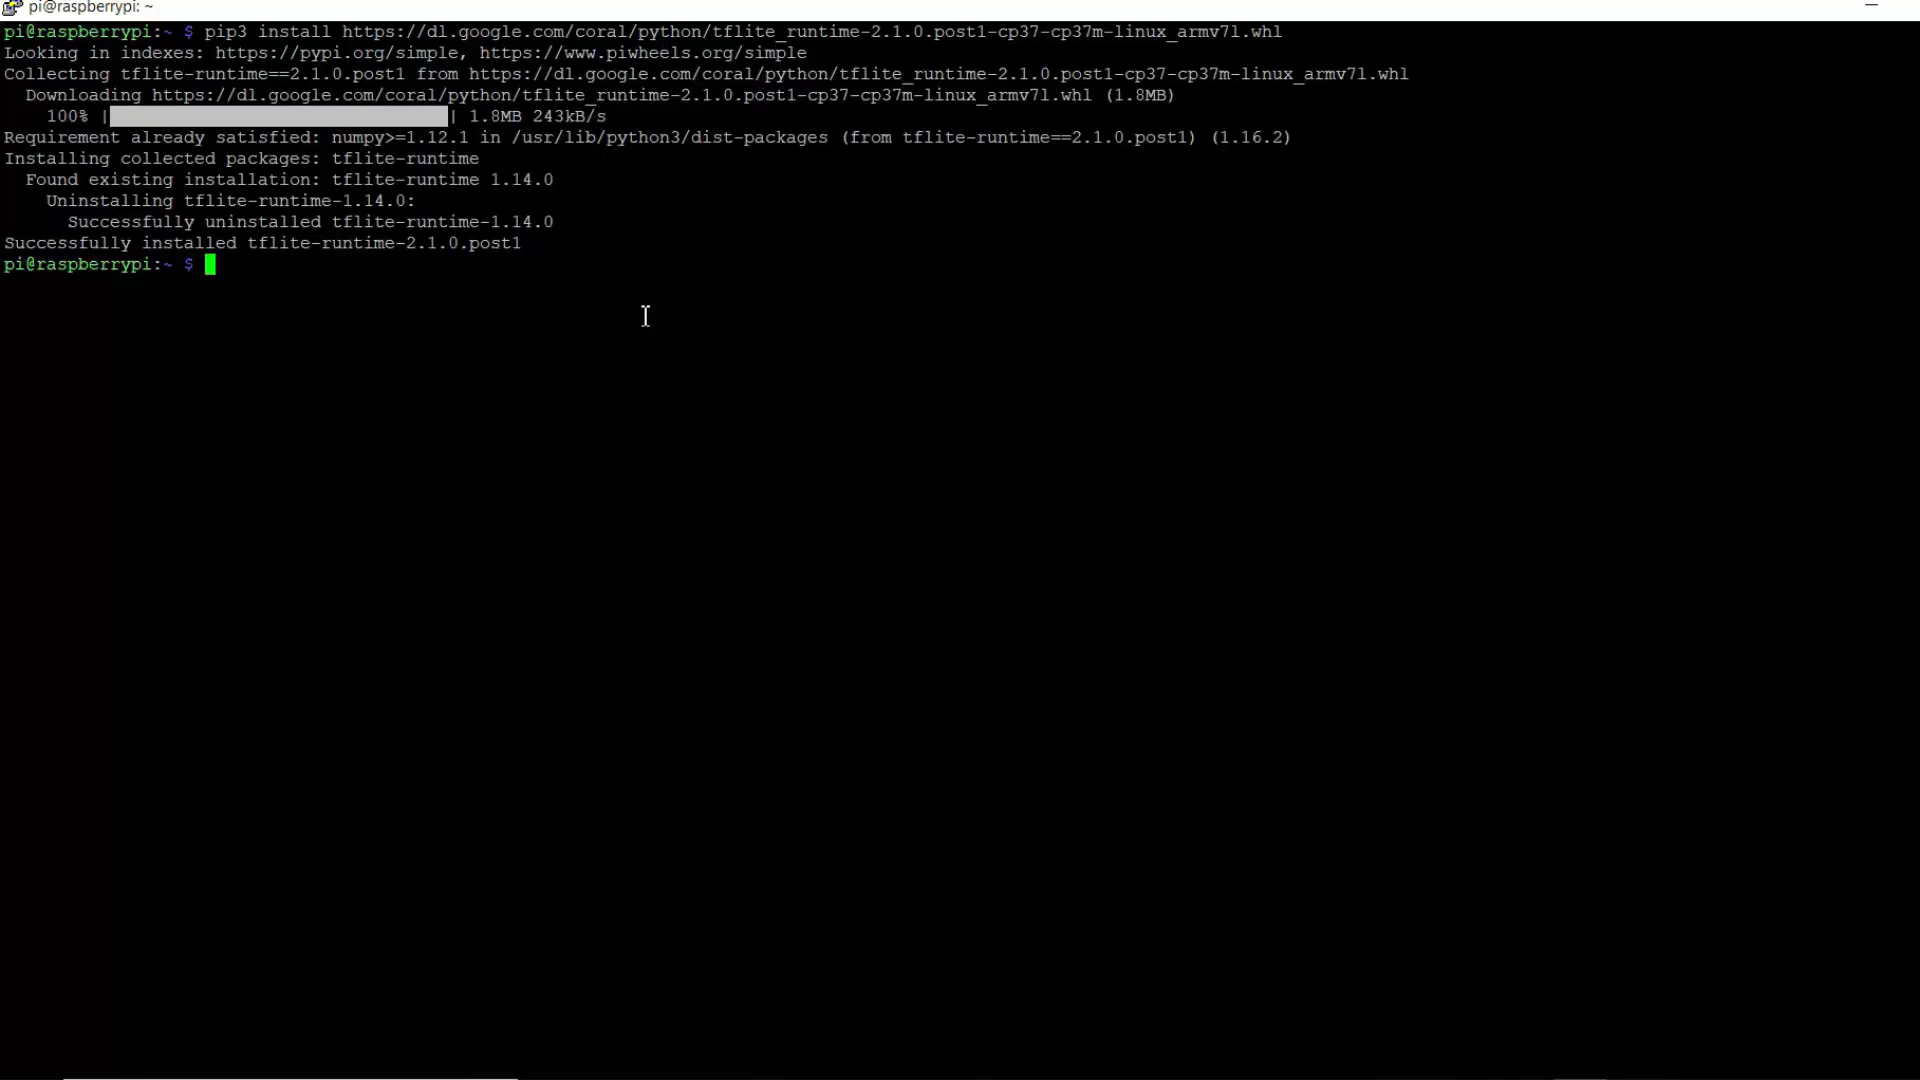 pi@raspberrypi: ~
pi@raspberrypi:~ $ pip3 install https://dl.google.com/coral/python/tflite_runtime-2.1.0.post1-cp37-cp37m-linux_armv7l.whl
Looking in indexes: https://pypi.org/simple, https://www.piwheels.org/simple
Collecting tflite-runtime==2.1.0.post1 from https://dl.google.com/coral/python/tflite_runtime-2.1.0.post1-cp37-cp37m-linux_armv7l.whl
  Downloading https://dl.google.com/coral/python/tflite_runtime-2.1.0.post1-cp37-cp37m-linux_armv7l.whl (1.8MB)
    100% |████████████████████████████████| 1.8MB 243kB/s
Requirement already satisfied: numpy>=1.12.1 in /usr/lib/python3/dist-packages (from tflite-runtime==2.1.0.post1) (1.16.2)
Installing collected packages: tflite-runtime
  Found existing installation: tflite-runtime 1.14.0
    Uninstalling tflite-runtime-1.14.0:
      Successfully uninstalled tflite-runtime-1.14.0
Successfully installed tflite-runtime-2.1.0.post1
pi@raspberrypi:~ $